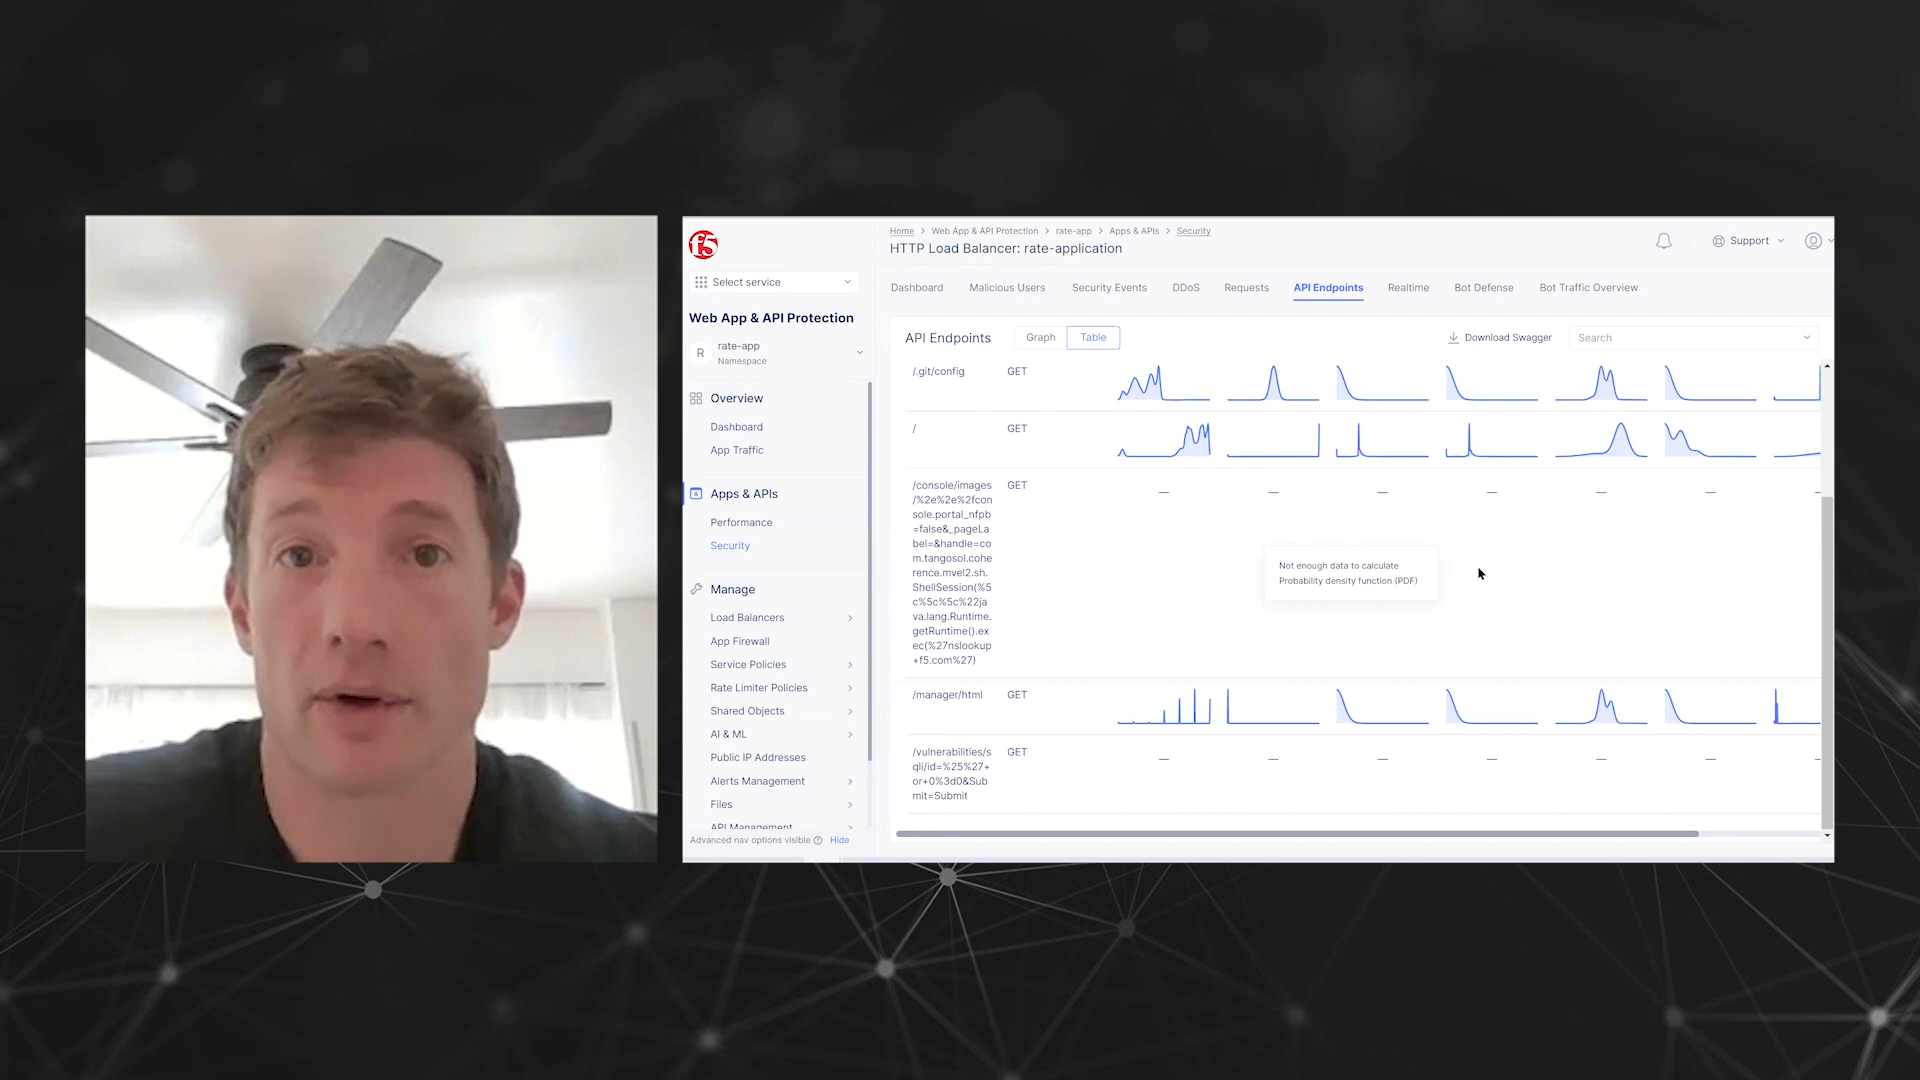 f5
Home > Web App & API Protection > rate-app > Apps & APIs > Security
HTTP Load Balancer: rate-application
Support
Select service
Dashboard Malicious Users Security Events DDoS Requests API Endpoints Realtime Bot Defense Bot Traffic Overview
Web App & API Protection
R
rate-app
Namespace
Overview
Dashboard
App Traffic
Apps & APIs
Performance
Security
Manage
Load Balancers
App Firewall
Service Policies
Rate Limiter Policies
Shared Objects
AI & ML
Public IP Addresses
Alerts Management
Files
API Management
Advanced nav options visible Hide
API Endpoints Graph Table Download Swagger Search
/.git/config GET
/ GET
/console/images GET
/%2e%2e%2fcon
sole.portal_nfpb
=false&_pageLa
bel=&handle=co
m.tangosol.cohe
rence.mvel2.sh.
ShellSession(%5
c%5c%5c%22ja
va.lang.Runtime.
getRuntime().ex
ec(%27nslookup
+f5.com%27)
Not enough data to calculate
Probability density function (PDF)
/manager/html GET
/vulnerabilities/s GET
qli/id=%25%27+
or+0%3d0&Sub
mit=Submit